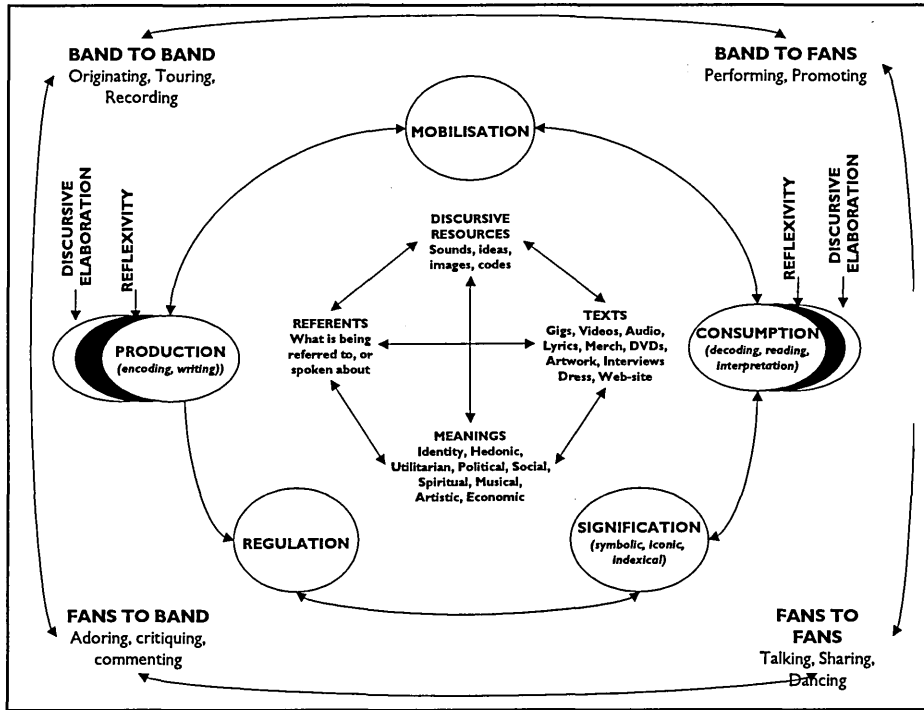 BAND TO BAND
Originating, Touring,
Recording
BAND TO FANS
Performing, Promoting
MOBILISATION
DISCURSIVE
ELABORATION
REFLEXIVITY
REFLEXIVITY
DISCURSIVE
ELABORATION
DISCURSIVE
RESOURCES
Sounds, ideas,
images, codes
REFERENTS
What is being
referred to, or
spoken about
TEXTS
Gigs, Videos, Audio,
Lyrics, Merch, DVDs,
Artwork, Interviews
Dress, Web-site
PRODUCTION
(encoding, writing))
CONSUMPTION
(decoding, reading,
interpretation)
MEANINGS
Identity, Hedonic,
Utilitarian, Political, Social,
Spiritual, Musical,
Artistic, Economic
REGULATION
SIGNIFICATION
(symbolic, iconic,
indexical)
FANS TO BAND
Adoring, critiquing,
commenting
FANS TO
FANS
Talking, Sharing,
Dancing